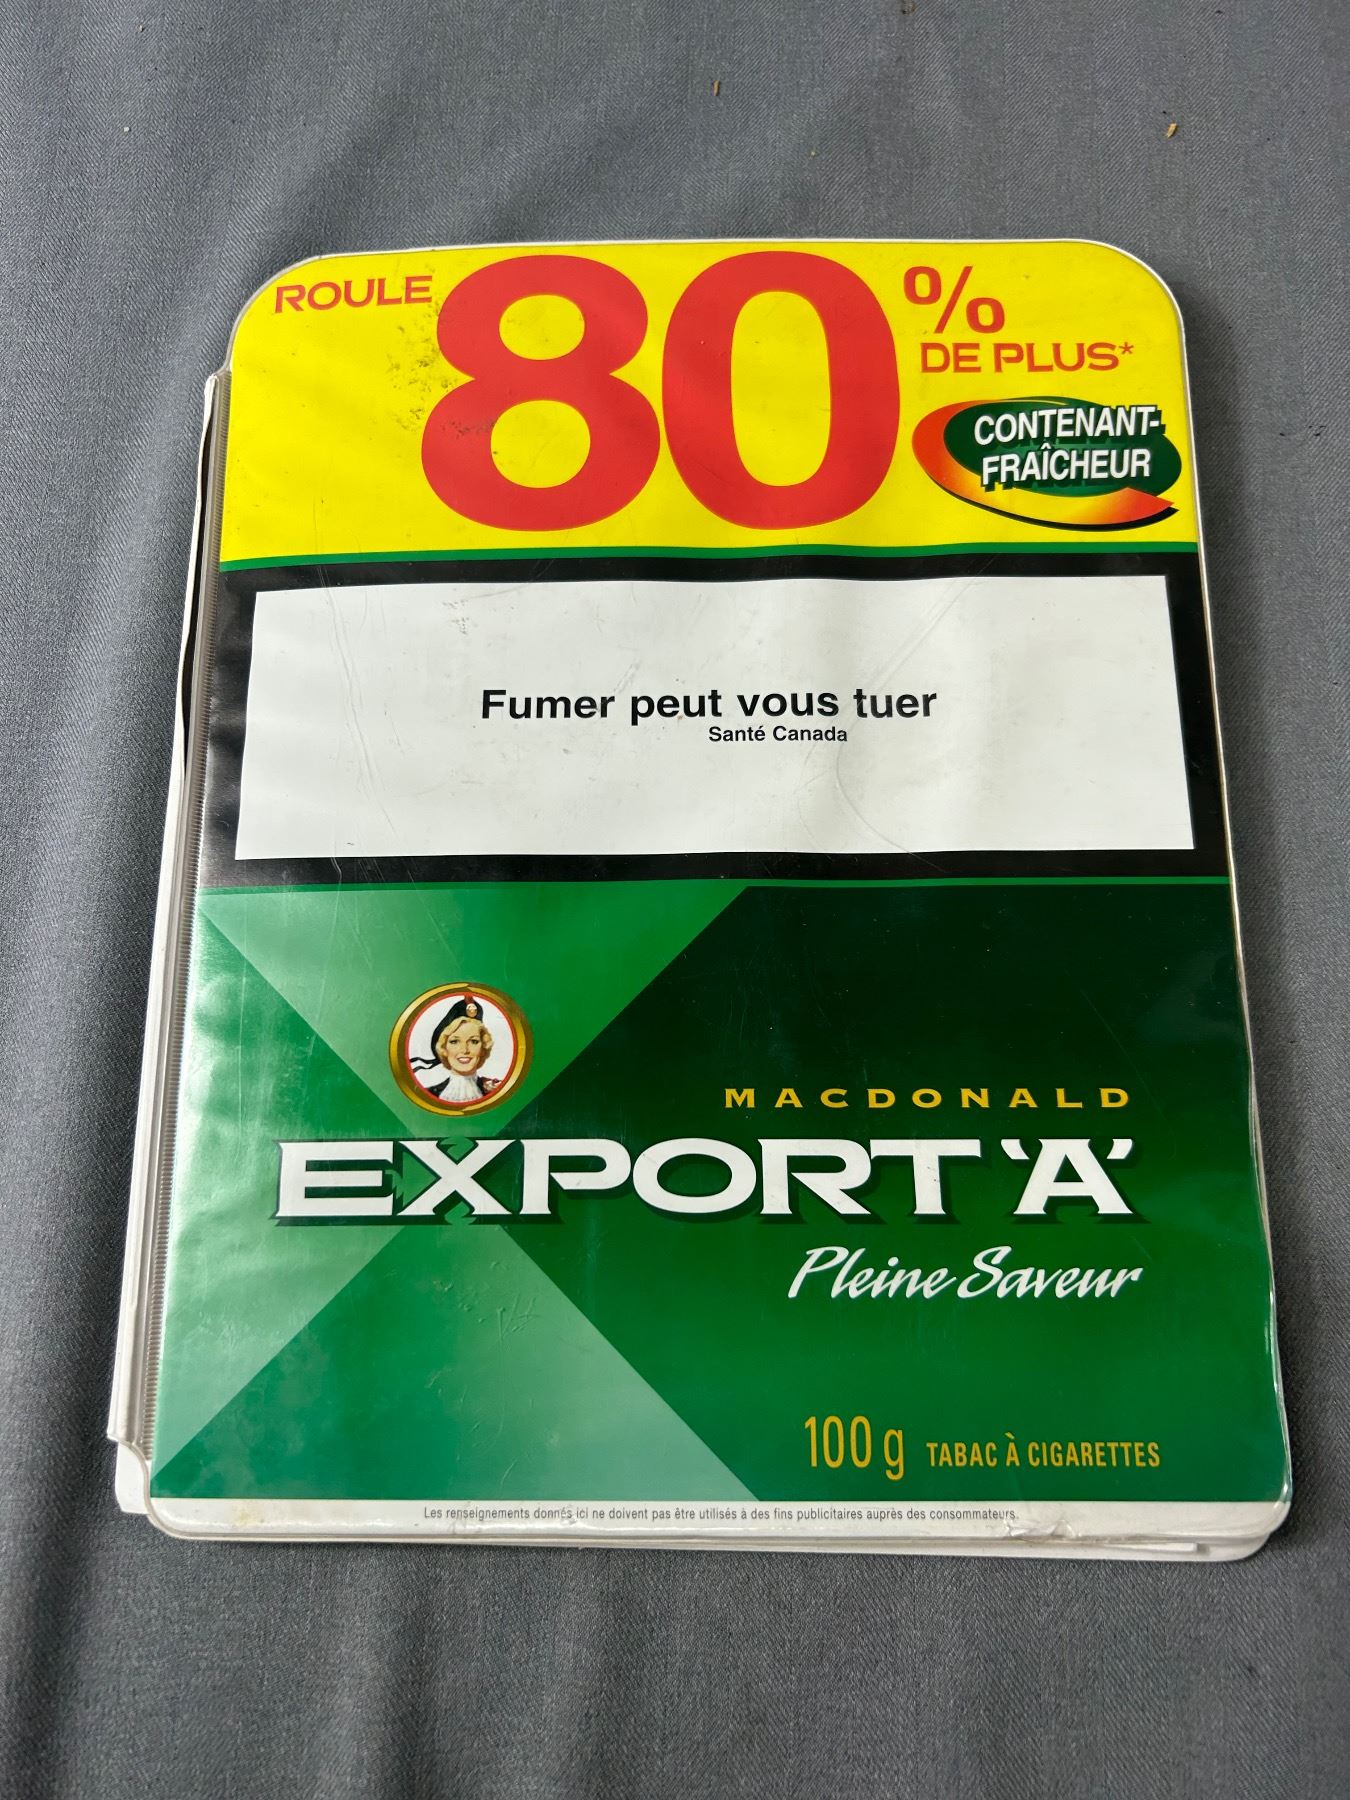 ROULE
80
%
DE PLUS*
CONTENANT-
FRAÎCHEUR
Fumer peut vous tuer
Santé Canada
MACDONALD
EXPORT 'A'
Pleine Saveur
100 g TABAC À CIGARETTES
Les renseignements donnés ici ne doivent pas être utilisés à des fins publicitaires auprès des consommateurs.